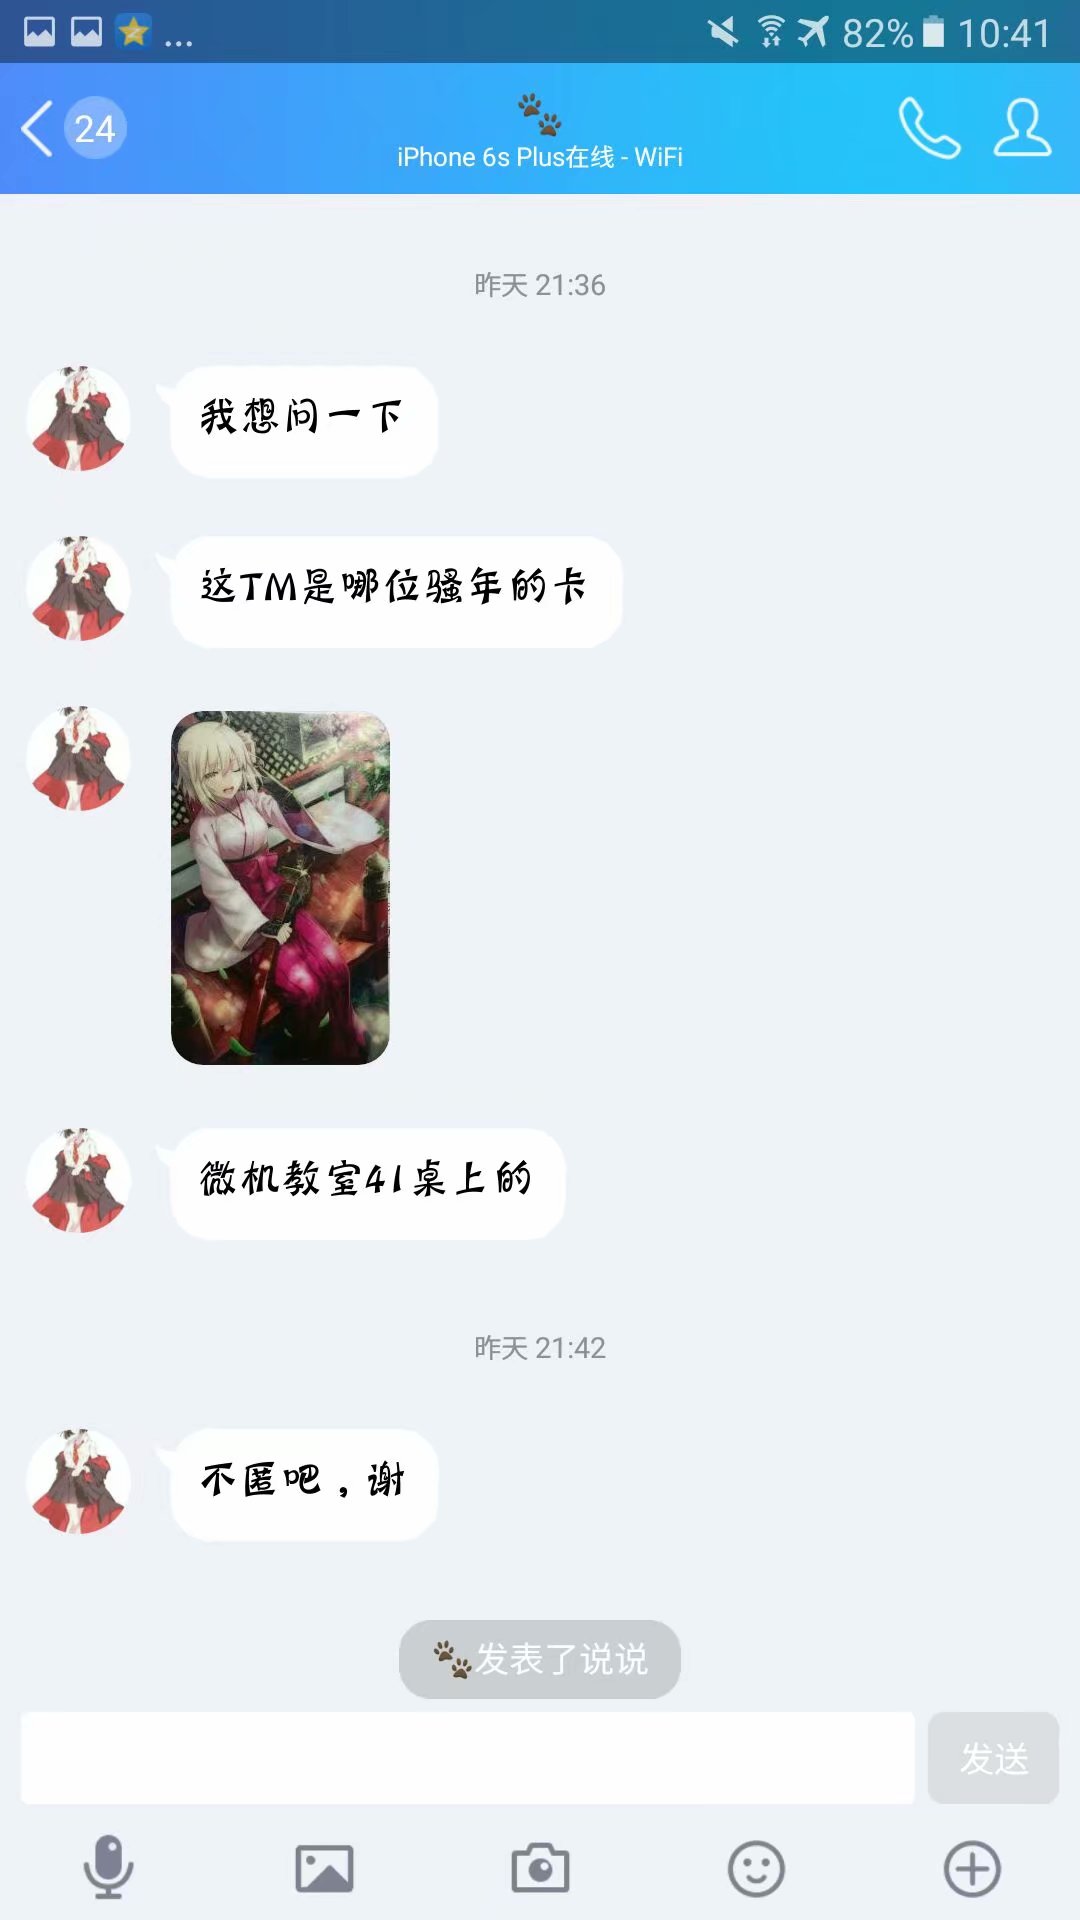 ... 82% 10:41
24
🐾
iPhone 6s Plus在线 - WiFi
昨天 21:36
我想问一下
这TM是哪位骚年的卡
微机教室41桌上的
昨天 21:42
不匿吧，谢
🐾发表了说说
发送